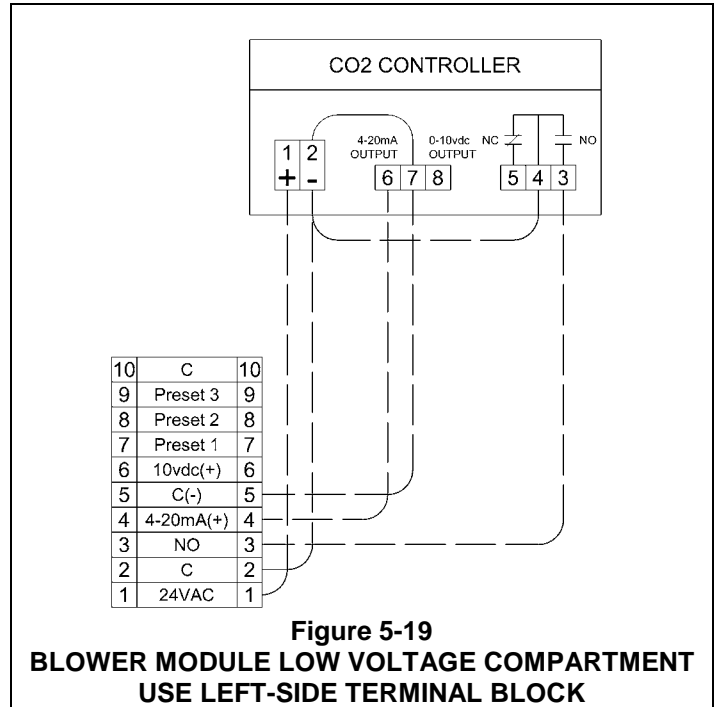 CO2 CONTROLLER
4-20mA 0-10vdc NC NO
OUTPUT OUTPUT
1 2
+ -
6 7 8 5 4 3
10 C 10
9 Preset 3 9
8 Preset 2 8
7 Preset 1 7
6 10vdc(+) 6
5 C(-) 5
4 4-20mA(+) 4
3 NO 3
2 C 2
1 24VAC 1
Figure 5-19
BLOWER MODULE LOW VOLTAGE COMPARTMENT
USE LEFT-SIDE TERMINAL BLOCK